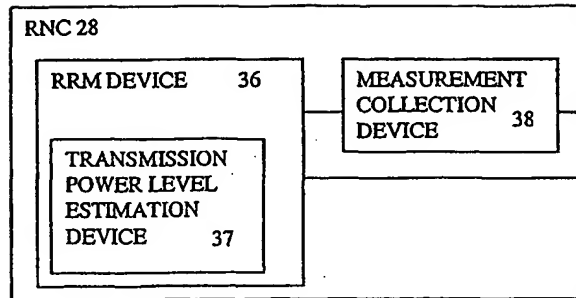 RNC 28
RRM DEVICE 36
TRANSMISSION
POWER LEVEL
ESTIMATION
DEVICE 37
MEASUREMENT
COLLECTION
DEVICE 38